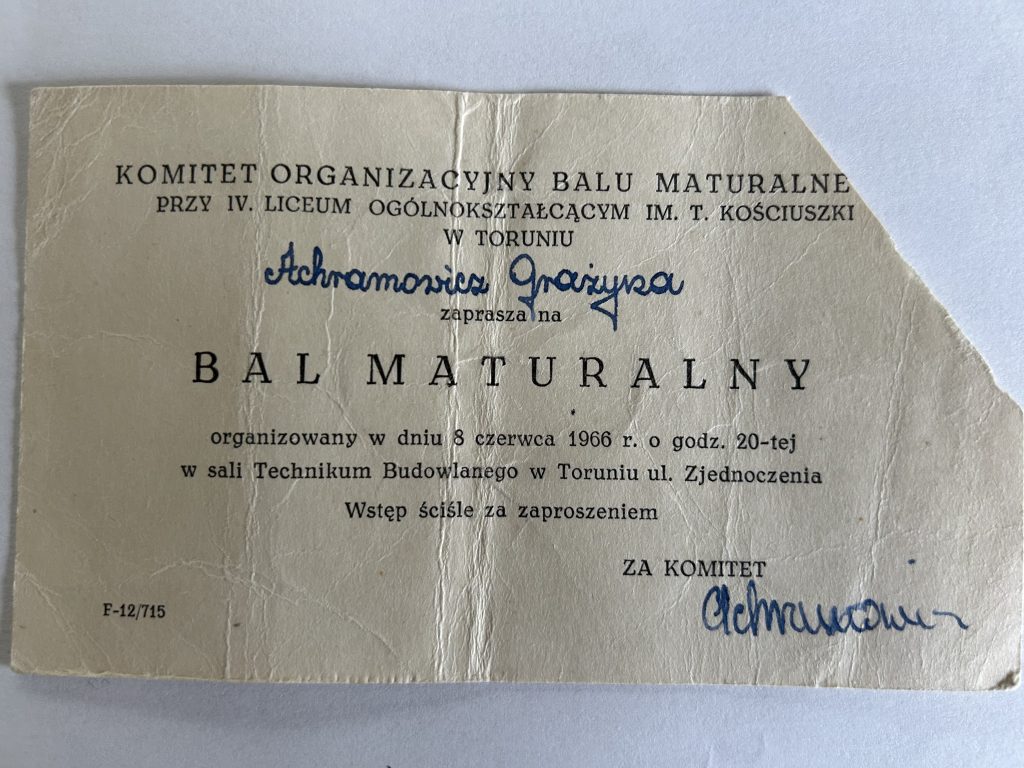 KOMITET ORGANIZACYJNY BALU MATURALNE
PRZY IV. LICEUM OGÓLNOKSZTAŁCĄCYM IM. T. KOŚCIUSZKI
W TORUNIU
Achramowicz Grażyna
zaprasza na
BAL MATURALNY
organizowany w dniu 8 czerwca 1966 r. o godz. 20-tej
w sali Technikum Budowlanego w Toruniu ul. Zjednoczenia
Wstęp ściśle za zaproszeniem
ZA KOMITET
F-12/715